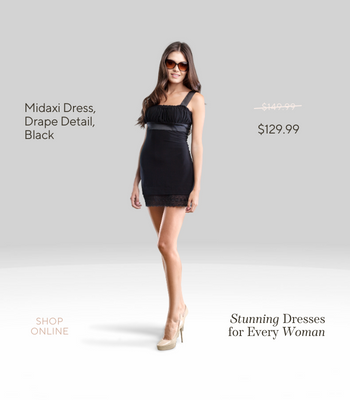 Midaxi Dress,
Drape Detail,
Black
$149.99
$129.99
SHOP
ONLINE
Stunning Dresses
for Every Woman